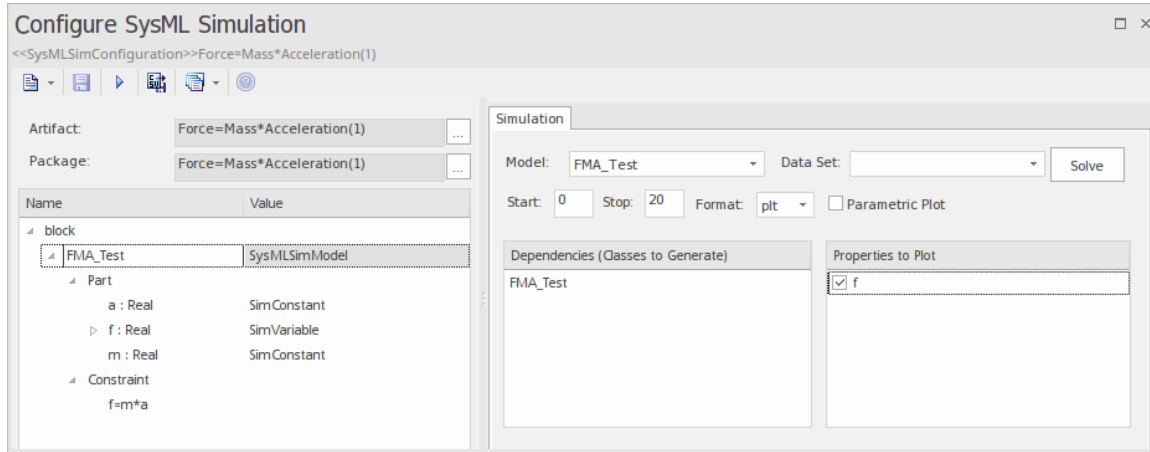 Configure SysML Simulation
<<SysMLSimConfiguration>>Force=Mass*Acceleration(1)
Artifact: Force=Mass*Acceleration(1) ...
Package: Force=Mass*Acceleration(1) ...
Name Value
block
FMA_Test SysMLSimModel
Part
a : Real SimConstant
f : Real SimVariable
m : Real SimConstant
Constraint
f=m*a
Simulation
Model: FMA_Test Data Set: Solve
Start: 0 Stop: 20 Format: plt Parametric Plot
Dependencies (Classes to Generate) Properties to Plot
FMA_Test f